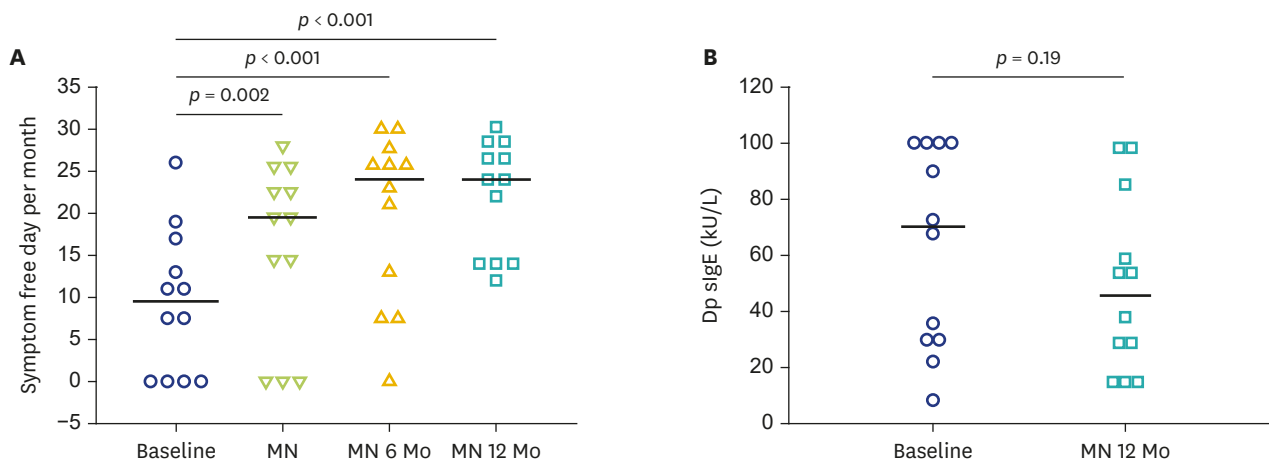 A
p < 0.001
p < 0.001
p = 0.002
Symptom free day per month
35
30
25
20
15
10
5
0
−5
Baseline
MN
MN 6 Mo
MN 12 Mo
B
p = 0.19
Dp sIgE (kU/L)
120
100
80
60
40
20
0
Baseline
MN 12 Mo